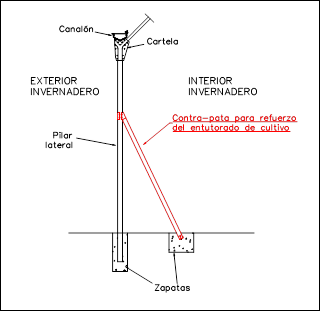 Canalón
Cartela
EXTERIOR
INVERNADERO
INTERIOR
INVERNADERO
Contra-pata para refuerzo
del entutorado de cultivo
Pilar
lateral
Zapatas